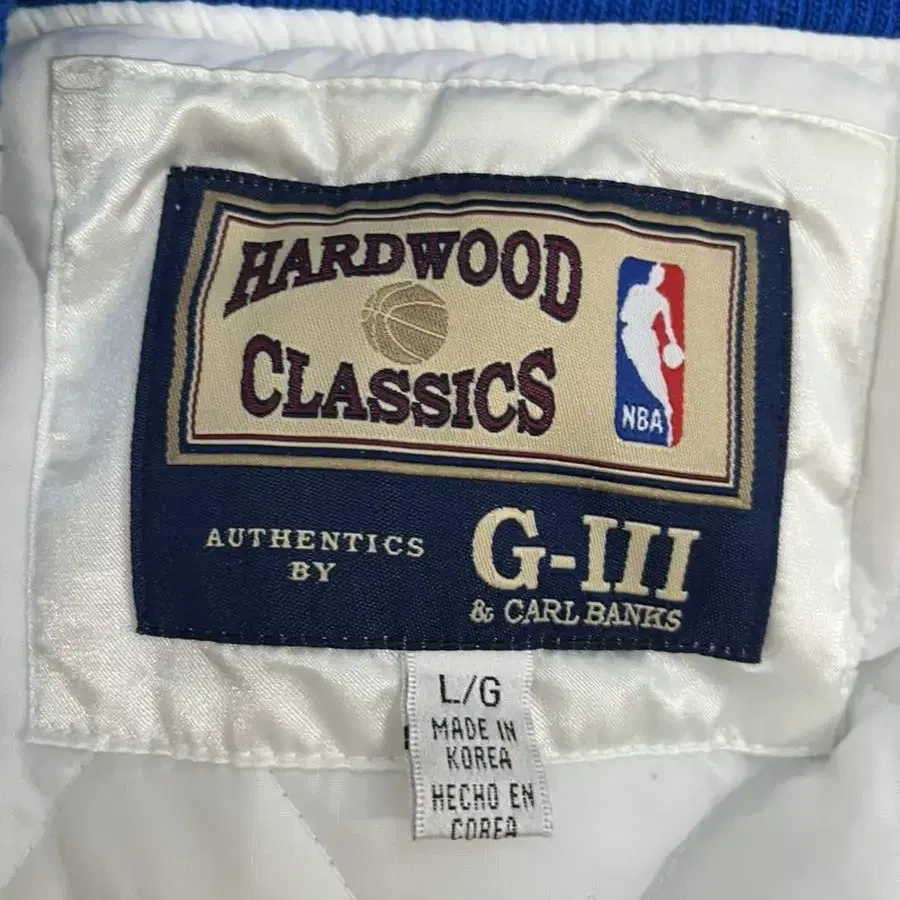 HARDWOOD
CLASSICS
NBA
AUTHENTICS
BY
G-III
& CARL BANKS
L/G
MADE IN
KOREA
HECHO EN
COREA